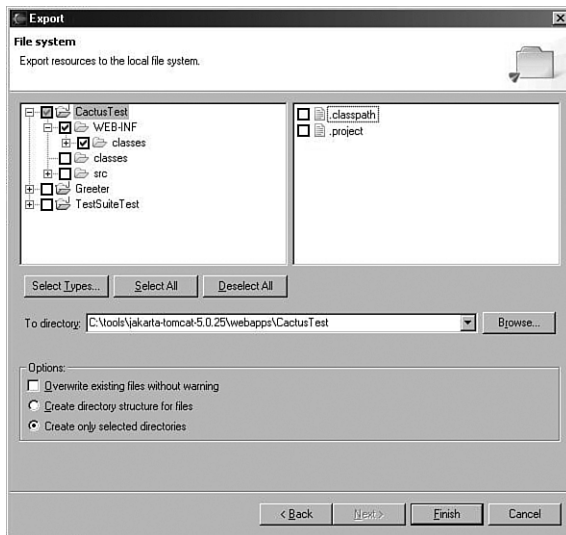 Export
File system
Export resources to the local file system.
CactusTest
WEB-INF
classes
classes
src
Greeter
TestSuiteTest
.classpath
.project
Select Types...
Select All
Deselect All
To directory:
C:\tools\jakarta-tomcat-5.0.25\webapps\CactusTest
Browse...
Options:
Overwrite existing files without warning
Create directory structure for files
Create only selected directories
< Back
Next >
Finish
Cancel